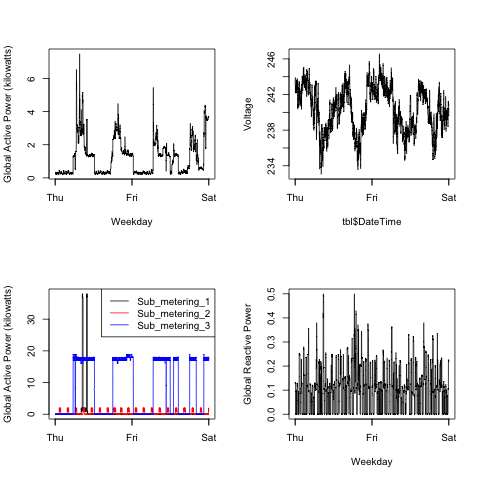 Global Active Power (kilowatts)
0 2 4 6
Thu Fri Sat
Weekday
Voltage
234 238 242 246
Thu Fri Sat
tbl$DateTime
Global Active Power (kilowatts)
0 10 20 30
Sub_metering_1
Sub_metering_2
Sub_metering_3
Thu Fri Sat
Global Reactive Power
0.0 0.1 0.2 0.3 0.4 0.5
Thu Fri Sat
Weekday